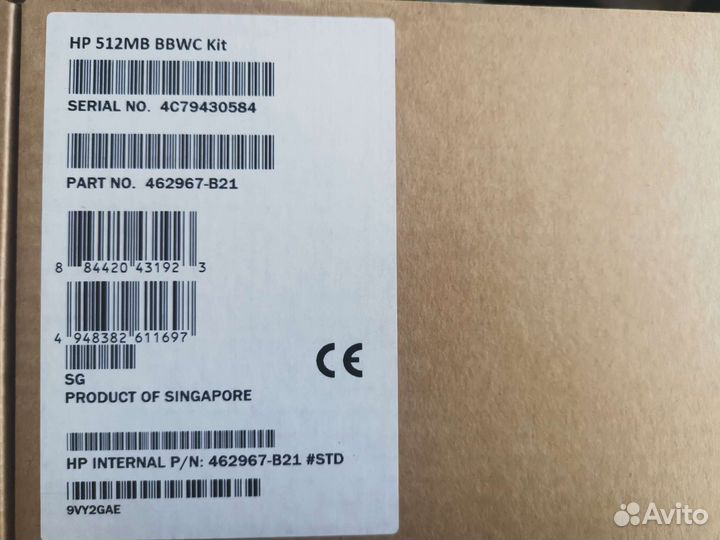 HP 512MB BBWC Kit
SERIAL NO. 4C79430584
PART NO. 462967-B21
8 84420 43192 3
4 948382 611697
CE
SG
PRODUCT OF SINGAPORE
HP INTERNAL P/N: 462967-B21 #STD
9VY2GAE
Avito